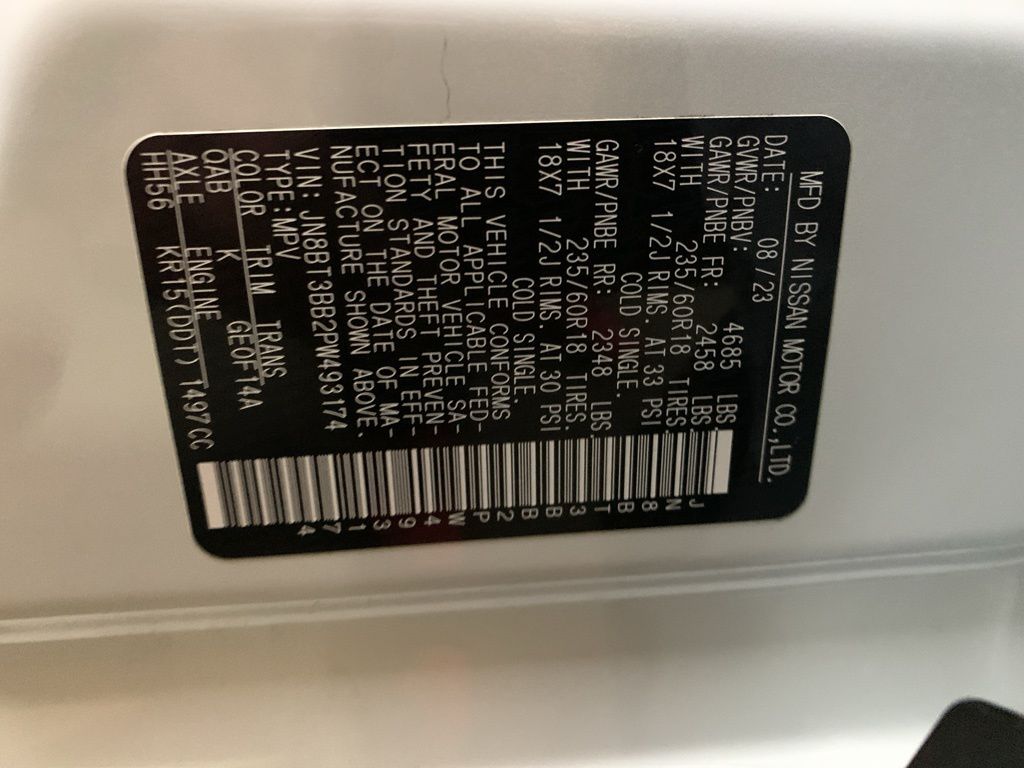 MFD BY NISSAN MOTOR CO.,LTD.
DATE: 08/23
GVWR/PNBV: 4685 LBS
GAWR/PNBE FR: 2458 LBS.
WITH 235/60R18 TIRES.
18X7 1/2J RIMS. AT 33 PSI
COLD SINGLE.
GAWR/PNBE RR: 2348 LBS.
WITH 235/60R18 TIRES.
18X7 1/2J RIMS. AT 30 PSI
COLD SINGLE.
THIS VEHICLE CONFORMS
TO ALL APPLICABLE FED-
ERAL MOTOR VEHICLE SA-
FETY AND THEFT PREVEN-
TION STANDARDS IN EFF-
ECT ON THE DATE OF MA-
NUFACTURE SHOWN ABOVE.
VIN: JN8BT3BB2PW493174
TYPE:MPV
COLOR TRIM TRANS.
QAB K GE0F14A
AXLE ENGINE
HH56 KR15(DDT) 1497CC
JN8BT3BB2PW493174